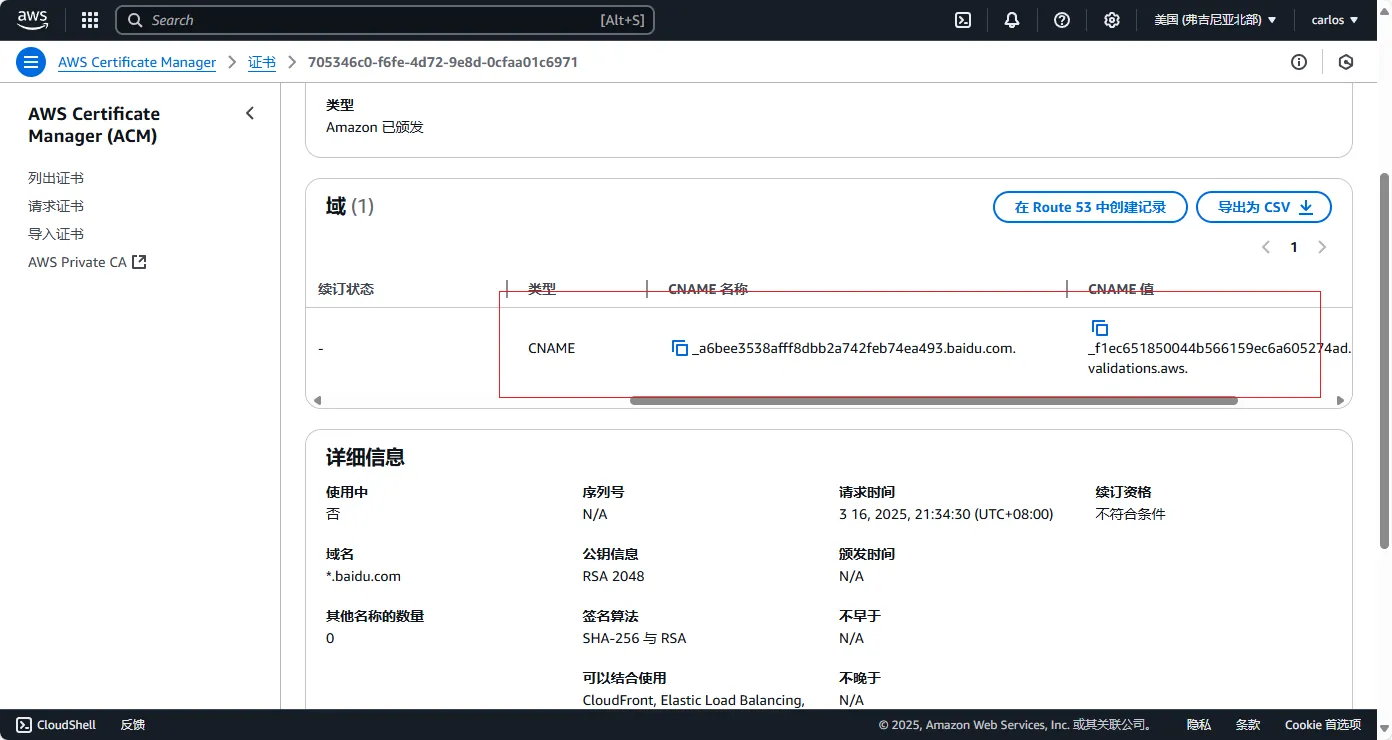 aws
Search
[Alt+S]
美国 (弗吉尼亚北部)
carlos
AWS Certificate Manager
证书
705346c0-f6fe-4d72-9e8d-0cfaa01c6971
AWS Certificate
Manager (ACM)
列出证书
请求证书
导入证书
AWS Private CA
类型
Amazon 已颁发
域 (1)
在 Route 53 中创建记录
导出为 CSV
1
续订状态
类型
CNAME 名称
CNAME 值
-
CNAME
_a6bee3538afff8dbb2a742feb74ea493.baidu.com.
_f1ec651850044b566159ec6a605274ad.
validations.aws.
详细信息
使用中
否
序列号
N/A
请求时间
3 16, 2025, 21:34:30 (UTC+08:00)
续订资格
不符合条件
域名
*.baidu.com
公钥信息
RSA 2048
颁发时间
N/A
其他名称的数量
0
签名算法
SHA-256 与 RSA
不早于
N/A
可以结合使用
CloudFront, Elastic Load Balancing,
不晚于
N/A
CloudShell
反馈
© 2025, Amazon Web Services, Inc. 或其关联公司。
隐私
条款
Cookie 首选项